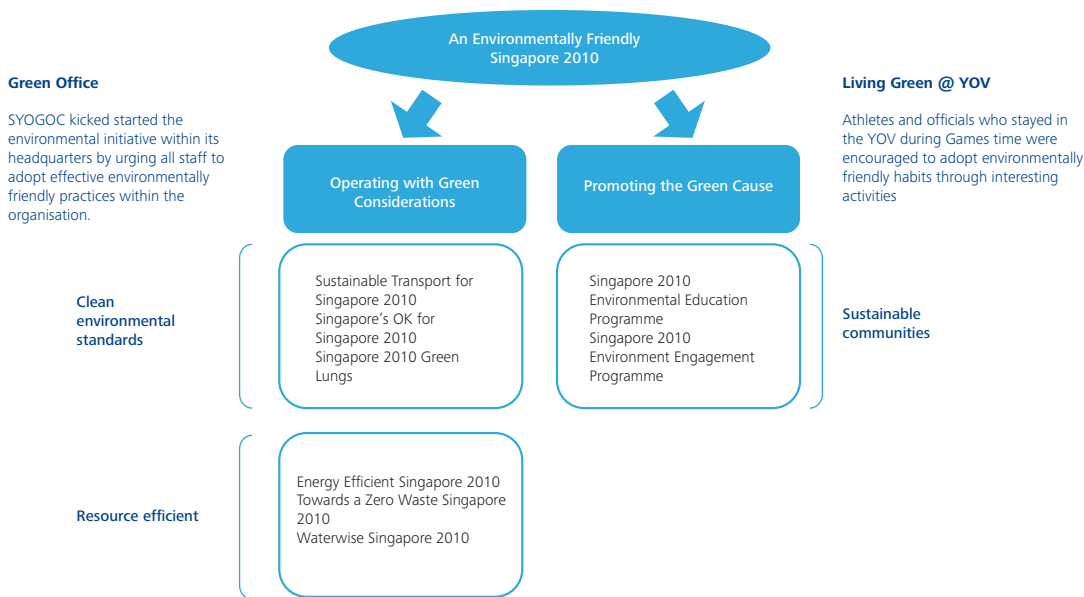 An Environmentally Friendly
Singapore 2010
Green Office
SYOGOC kicked started the
environmental initiative within its
headquarters by urging all staff to
adopt effective environmentally
friendly practices within the
organisation.
Living Green @ YOV
Athletes and officials who stayed in
the YOV during Games time were
encouraged to adopt environmentally
friendly habits through interesting
activities
Operating with Green
Considerations
Promoting the Green Cause
Clean
environmental
standards
Sustainable Transport for
Singapore 2010
Singapore's OK for
Singapore 2010
Singapore 2010 Green
Lungs
Singapore 2010
Environmental Education
Programme
Singapore 2010
Environment Engagement
Programme
Sustainable
communities
Resource efficient
Energy Efficient Singapore 2010
Towards a Zero Waste Singapore
2010
Waterwise Singapore 2010